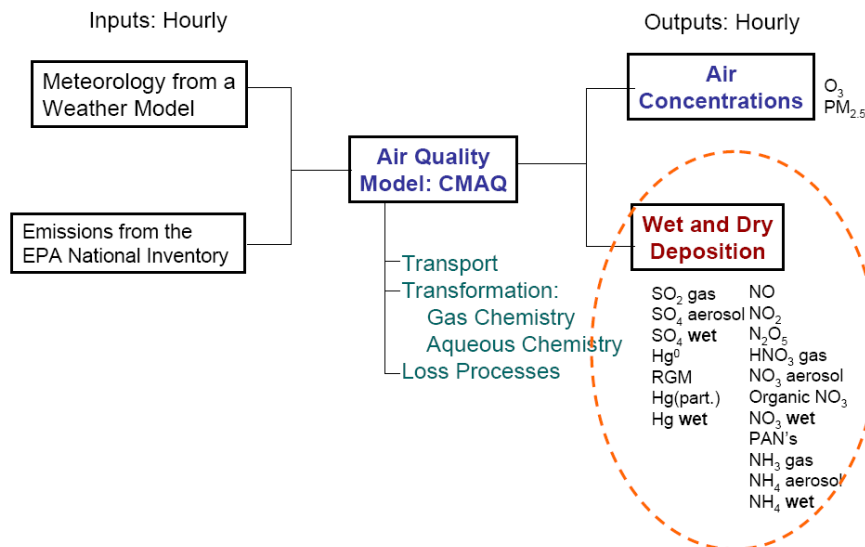 Inputs: Hourly
Outputs: Hourly
Meteorology from a
Weather Model
Emissions from the
EPA National Inventory
Air Quality
Model: CMAQ
Transport
Transformation:
Gas Chemistry
Aqueous Chemistry
Loss Processes
Air
Concentrations
O₃
PM₂.₅
Wet and Dry
Deposition
SO₂ gas
SO₄ aerosol
SO₄ wet
Hg⁰
RGM
Hg(part.)
Hg wet
NO
NO₂
N₂O₅
HNO₃ gas
NO₃ aerosol
Organic NO₃
NO₃ wet
PAN's
NH₃ gas
NH₄ aerosol
NH₄ wet